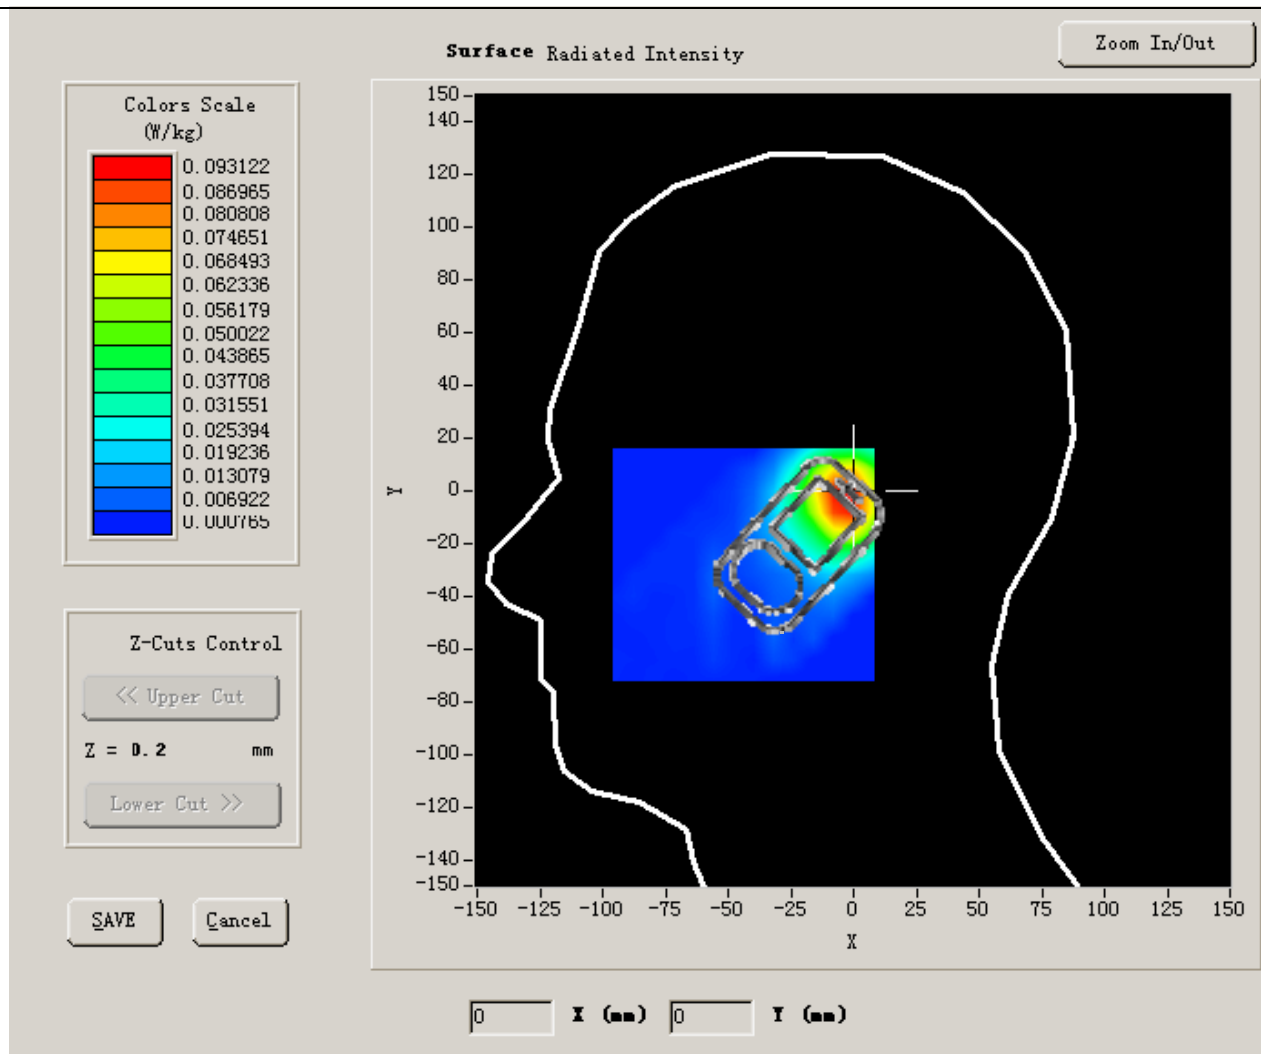 Surface Radiated Intensity
Zoom In/Out
Colors Scale
(W/kg)
0.093122
0.086965
0.080808
0.074651
0.068493
0.062336
0.056179
0.050022
0.043865
0.037708
0.031551
0.025394
0.019236
0.013079
0.006922
0.000765
Z-Cuts Control
<< Upper Cut
Z = 0.2 mm
Lower Cut >>
SAVE Cancel
150
140
120
100
80
60
40
20
0
-20
-40
-60
-80
-100
-120
-140
-150
Y
-150 -125 -100 -75 -50 -25 0 25 50 75 100 125 150
X
0 X (mm) 0 Y (mm)